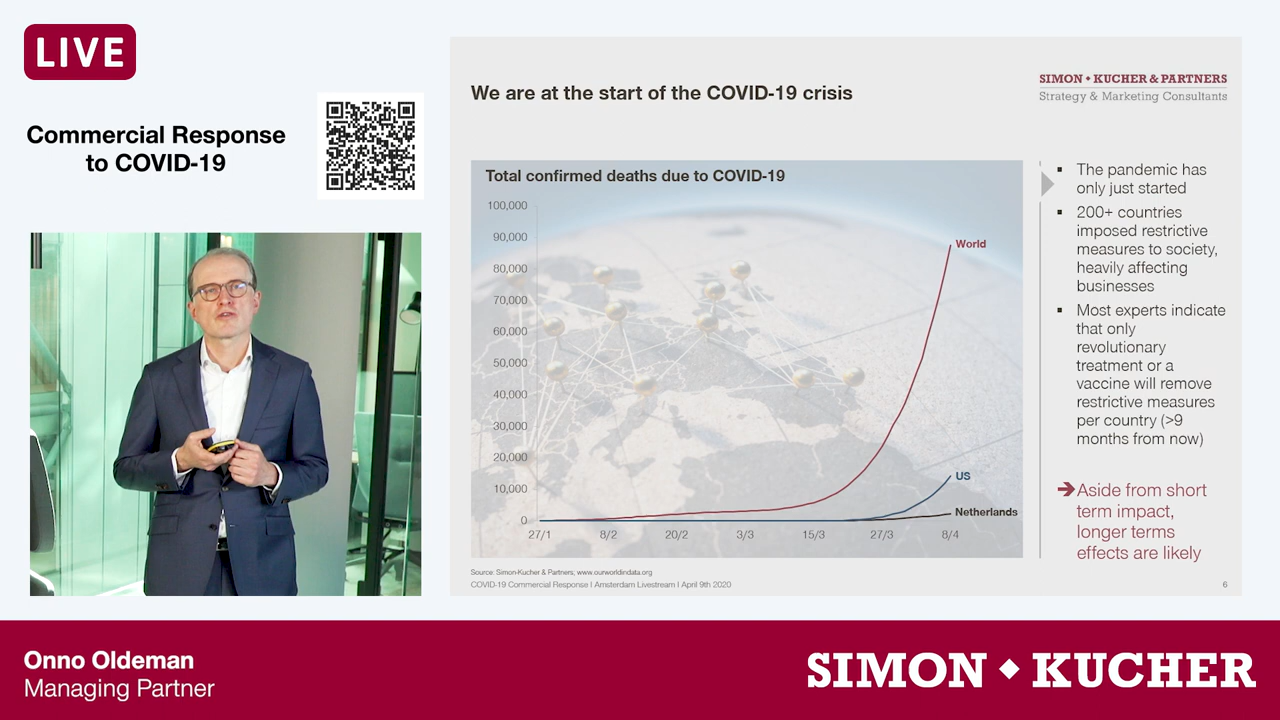 LIVE
Commercial Response
to COVID-19
We are at the start of the COVID-19 crisis
SIMON • KUCHER & PARTNERS
Strategy & Marketing Consultants
Total confirmed deaths due to COVID-19
100,000
90,000
80,000
70,000
60,000
50,000
40,000
30,000
20,000
10,000
0
World
US
Netherlands
27/1 8/2 20/2 3/3 15/3 27/3 8/4
▪ The pandemic has
only just started
▪ 200+ countries
imposed restrictive
measures to society,
heavily affecting
businesses
▪ Most experts indicate
that only
revolutionary
treatment or a
vaccine will remove
restrictive measures
per country (>9
months from now)
➔ Aside from short
term impact,
longer terms
effects are likely
Source: Simon-Kucher & Partners; www.ourworldindata.org
COVID-19 Commercial Response I Amsterdam Livestream I April 9th 2020
6
Onno Oldeman
Managing Partner
SIMON ◆ KUCHER